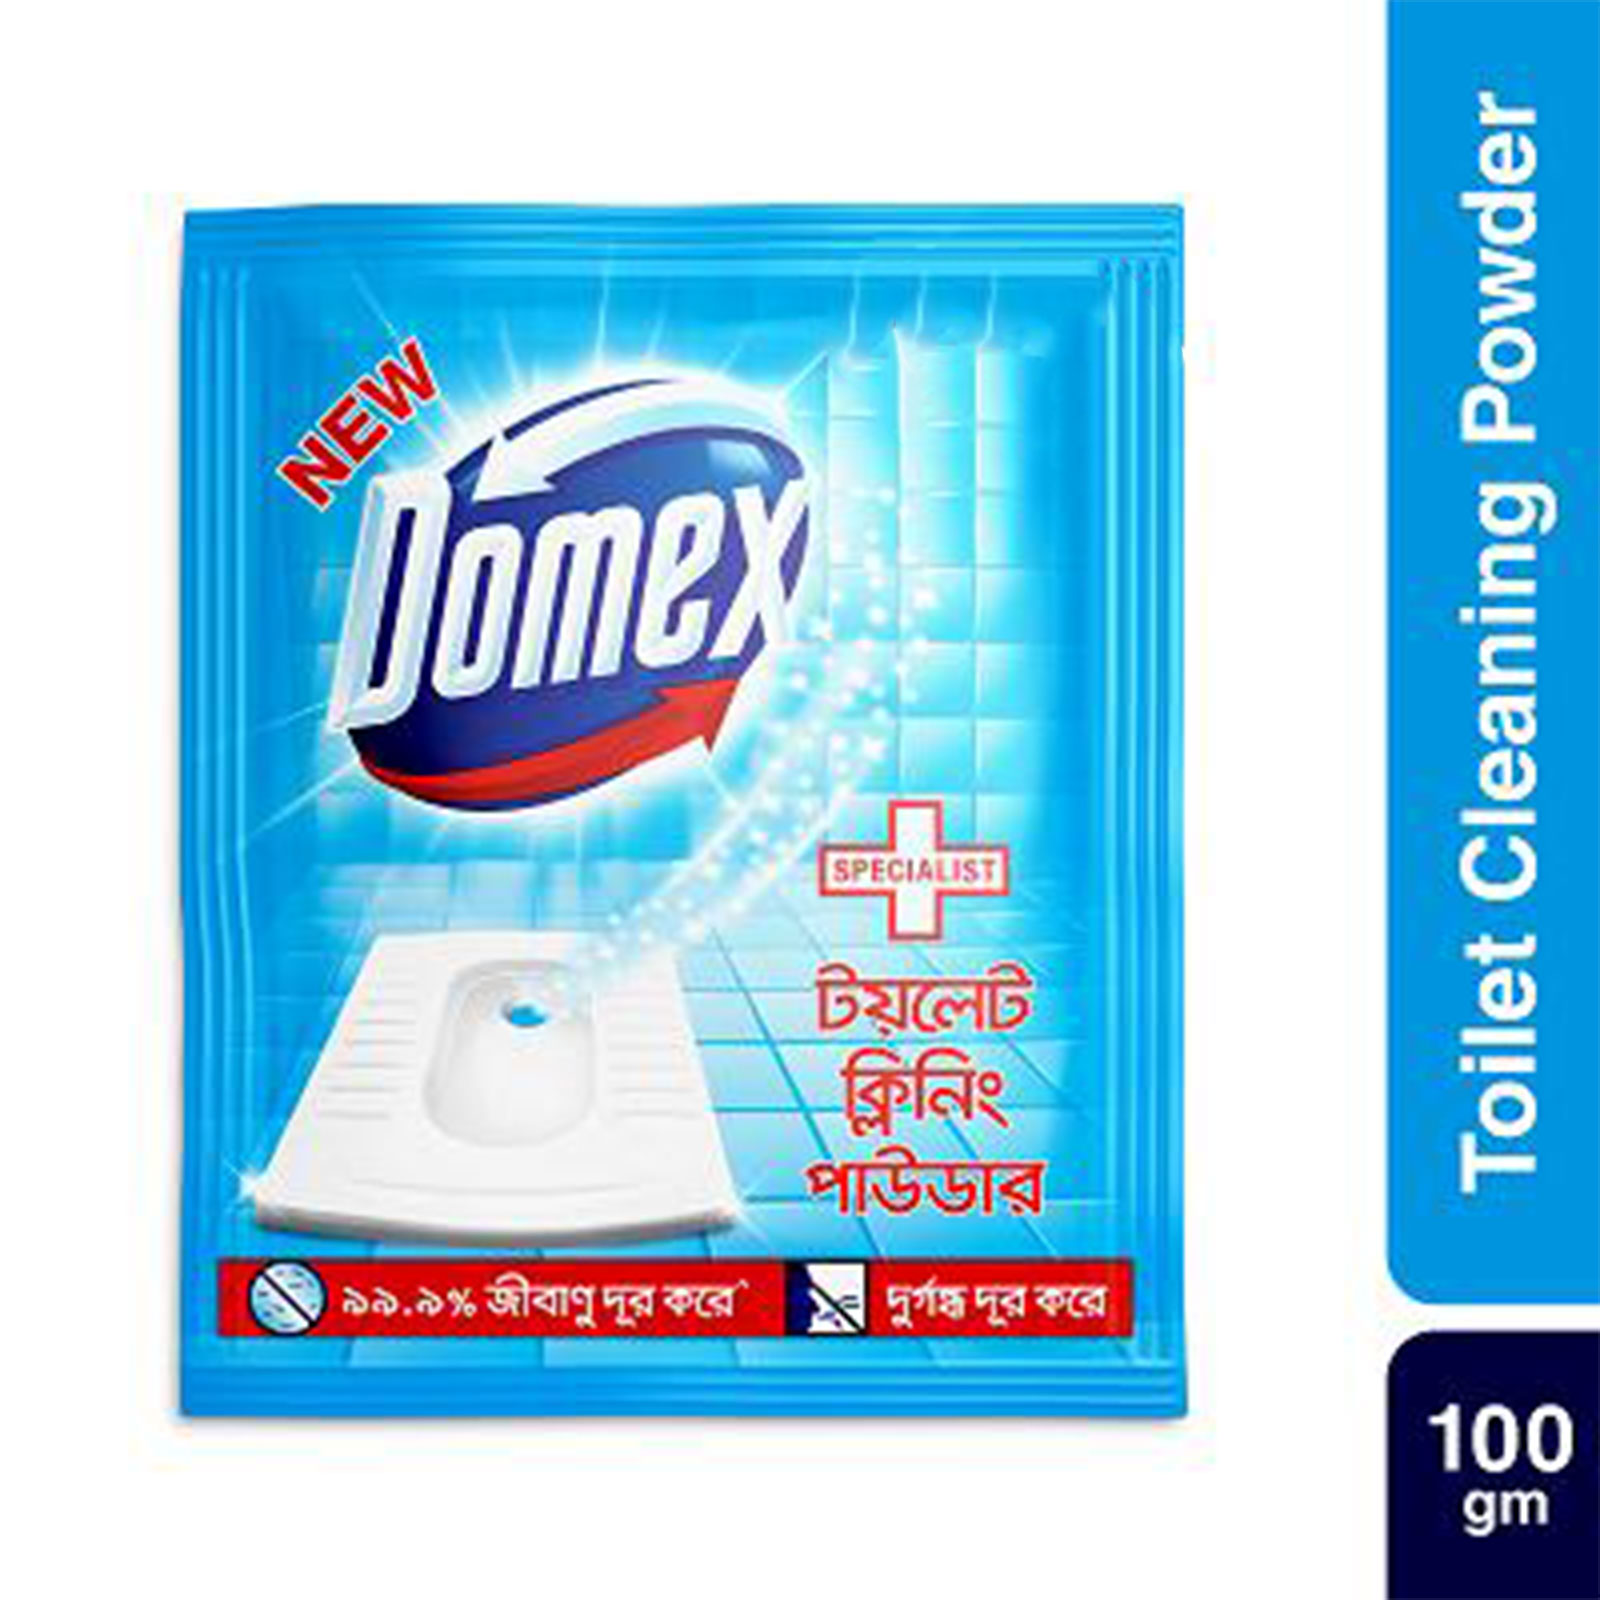 NEW
Domex
SPECIALIST
টয়লেট
ক্লিনিং
পাউডার
৯৯.৯% জীবাণু দূর করে
দুর্গন্ধ দূর করে
Toilet Cleaning Powder
100
gm